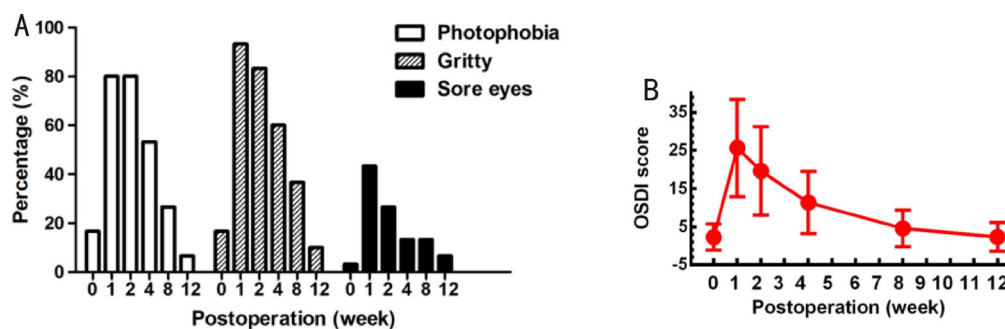 A
Photophobia
Gritty
Sore eyes
Percentage (%)
100
80
60
40
20
0
0 1 2 4 8 12 0 1 2 4 8 12 0 1 2 4 8 12
Postoperation (week)
B
OSDI score
35
25
15
5
-5
0 1 2 3 4 5 6 7 7 8 9 10 11 12
Postoperation (week)